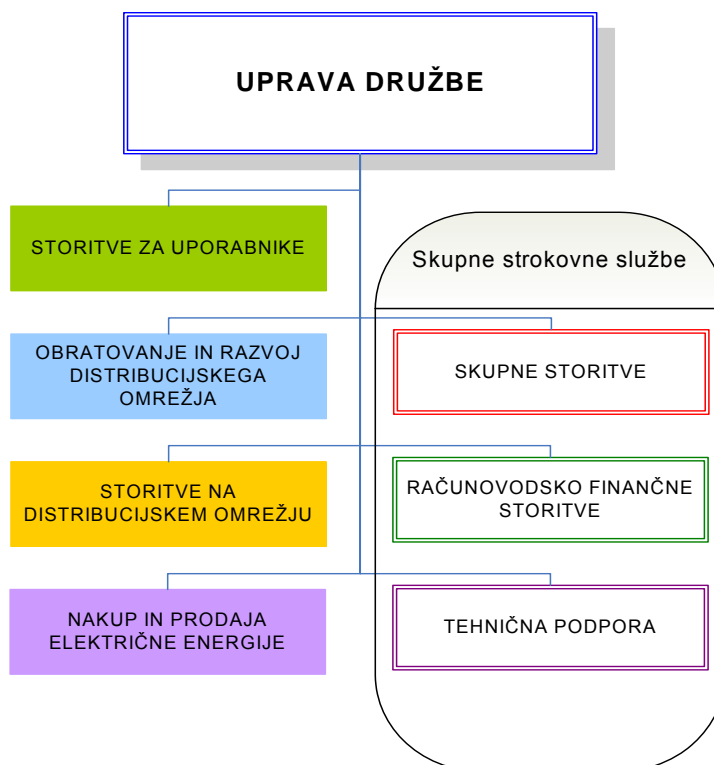 UPRAVA DRUŽBE
STORITVE ZA UPORABNIKE
Skupne strokovne službe
OBRATOVANJE IN RAZVOJ
DISTRIBUCIJSKEGA
OMREŽJA
SKUPNE STORITVE
STORITVE NA
DISTRIBUCIJSKEM OMREŽJU
RAČUNOVODSKO FINANČNE
STORITVE
NAKUP IN PRODAJA
ELEKTRIČNE ENERGIJE
TEHNIČNA PODPORA